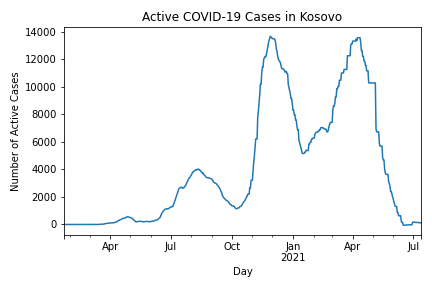 Active COVID-19 Cases in Kosovo
14000
12000
10000
8000
6000
4000
2000
0
Number of Active Cases
Apr Jul Oct Jan Apr Jul
2021
Day